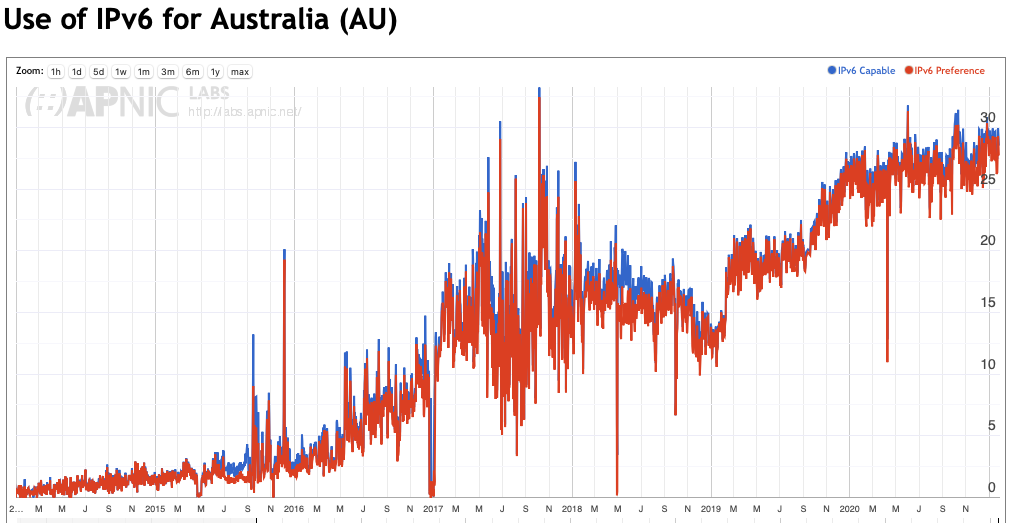 Use of IPv6 for Australia (AU)
Zoom: 1h 1d 5d 1w 1m 3m 6m 1y max
IPv6 Capable IPv6 Preference
(::)APNIC LABS
http://labs.apnic.net/
30
25
20
15
10
5
0
2... M M J S N 2015 M M J S N 2016 M M J S N 2017 M M J S N 2018 M M J S N 2019 M M J S N 2020 M M J S N